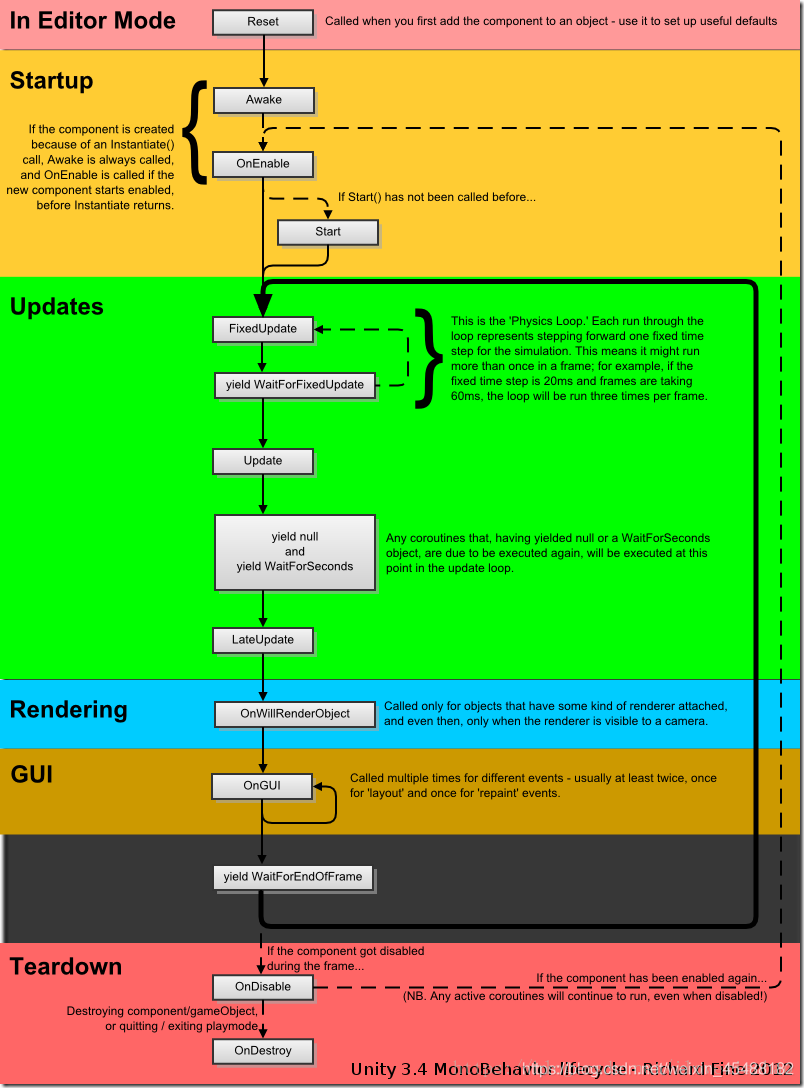 In Editor Mode
Reset
Called when you first add the component to an object - use it to set up useful defaults
Startup
Awake
If the component is created
because of an Instantiate()
call, Awake is always called,
and OnEnable is called if the
new component starts enabled,
before Instantiate returns.
OnEnable
If Start() has not been called before...
Start
Updates
FixedUpdate
This is the 'Physics Loop.' Each run through the
loop represents stepping forward one fixed time
step for the simulation. This means it might run
more than once in a frame; for example, if the
fixed time step is 20ms and frames are taking
60ms, the loop will be run three times per frame.
yield WaitForFixedUpdate
Update
yield null
and
yield WaitForSeconds
Any coroutines that, having yielded null or a WaitForSeconds
object, are due to be executed again, will be executed at this
point in the update loop.
LateUpdate
Rendering
OnWillRenderObject
Called only for objects that have some kind of renderer attached,
and even then, only when the renderer is visible to a camera.
GUI
OnGUI
Called multiple times for different events - usually at least twice, once
for 'layout' and once for 'repaint' events.
yield WaitForEndOfFrame
Teardown
If the component got disabled
during the frame...
OnDisable
If the component has been enabled again...
(NB. Any active coroutines will continue to run, even when disabled!)
Destroying component/gameObject,
or quitting / exiting playmode
OnDestroy
Unity 3.4 MonoBehavior lifecycle